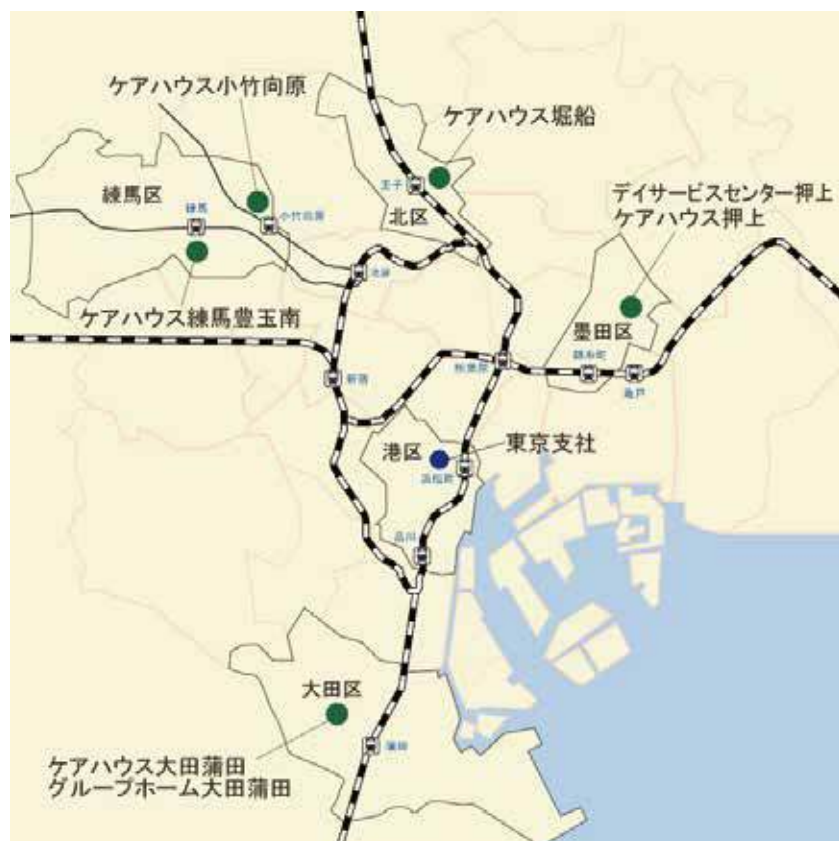 ケアハウス小竹向原
ケアハウス堀船
王子
練馬区
練馬
小竹向原
北区
デイサービスセンター押上
ケアハウス押上
池袋
ケアハウス練馬豊玉南
墨田区
錦糸町
秋葉原
新宿
亀戸
港区
東京支社
浜松町
品川
大田区
蒲田
ケアハウス大田蒲田
グループホーム大田蒲田